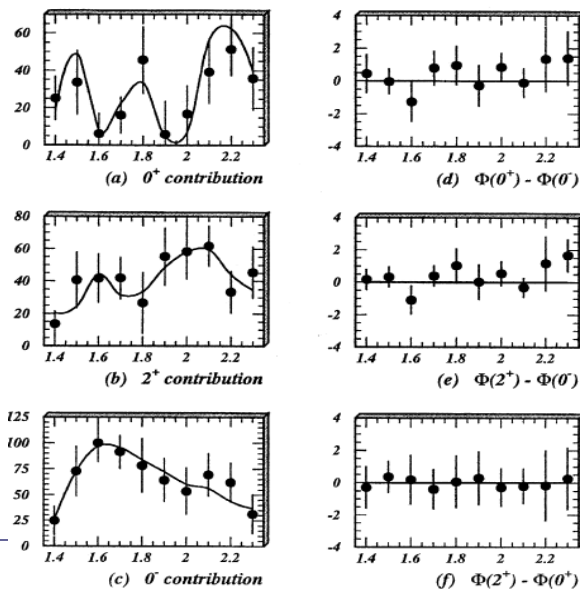 60
40
20
0
1.4 1.6 1.8 2 2.2
(a) 0⁺ contribution
4
2
0
-2
-4
1.4 1.6 1.8 2 2.2
(d) Φ(0⁺) - Φ(0⁻)
80
60
40
20
0
1.4 1.6 1.8 2 2.2
(b) 2⁺ contribution
4
2
0
-2
-4
1.4 1.6 1.8 2 2.2
(e) Φ(2⁺) - Φ(0⁻)
125
100
75
50
25
0
1.4 1.6 1.8 2 2.2
(c) 0⁻ contribution
4
2
0
-2
-4
1.4 1.6 1.8 2 2.2
(f) Φ(2⁺) - Φ(0⁺)